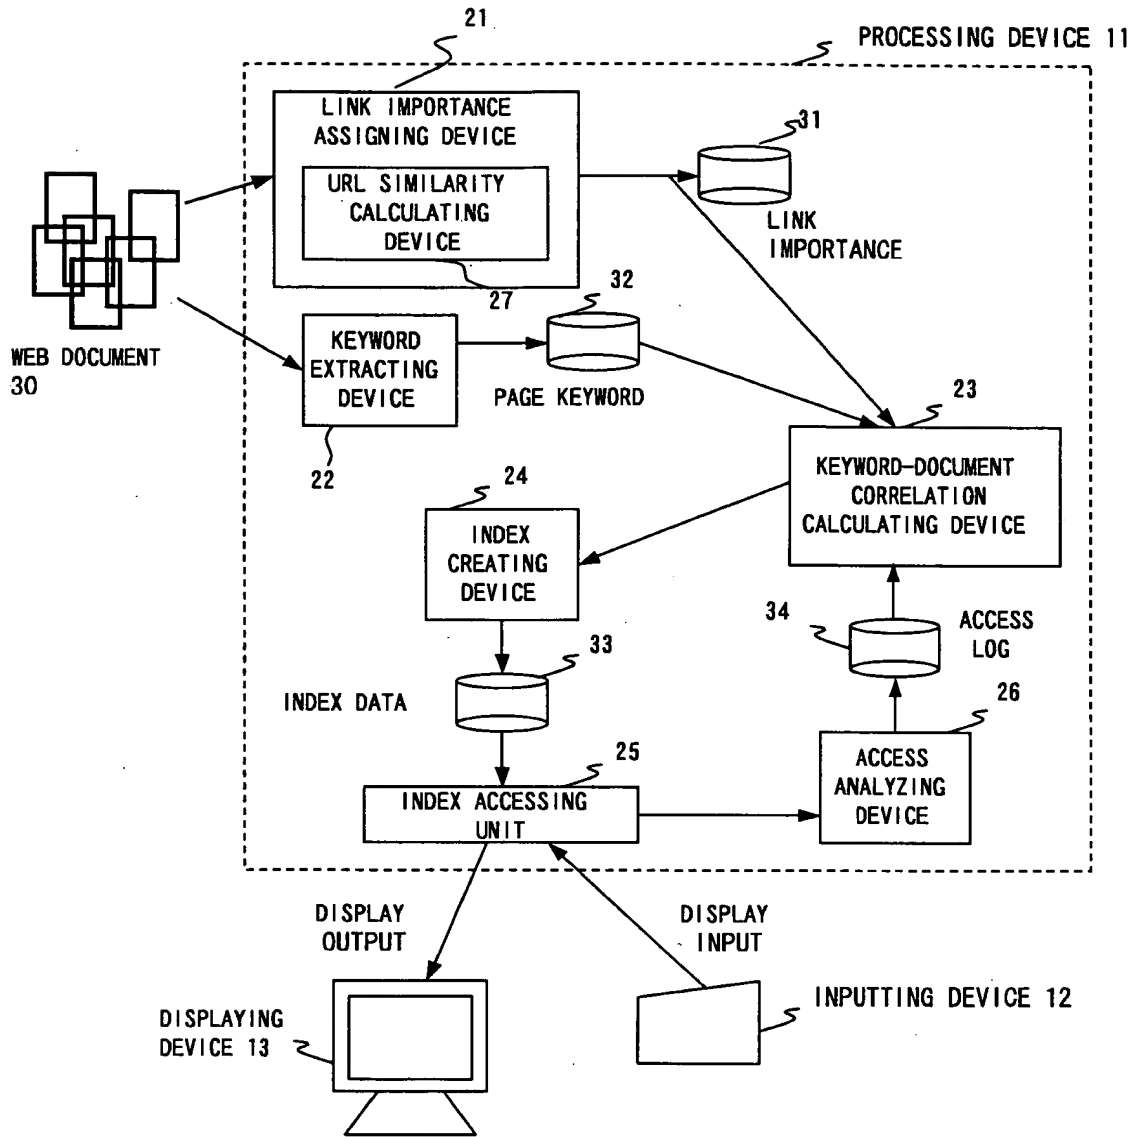 21
PROCESSING DEVICE 11
LINK IMPORTANCE
ASSIGNING DEVICE
31
URL SIMILARITY
CALCULATING
DEVICE
LINK
IMPORTANCE
27
32
WEB DOCUMENT
30
KEYWORD
EXTRACTING
DEVICE
PAGE KEYWORD
23
22
24
KEYWORD-DOCUMENT
CORRELATION
CALCULATING DEVICE
INDEX
CREATING
DEVICE
34
ACCESS
LOG
33
INDEX DATA
26
25
ACCESS
ANALYZING
DEVICE
INDEX ACCESSING
UNIT
DISPLAY
OUTPUT
DISPLAY
INPUT
INPUTTING DEVICE 12
DISPLAYING
DEVICE 13